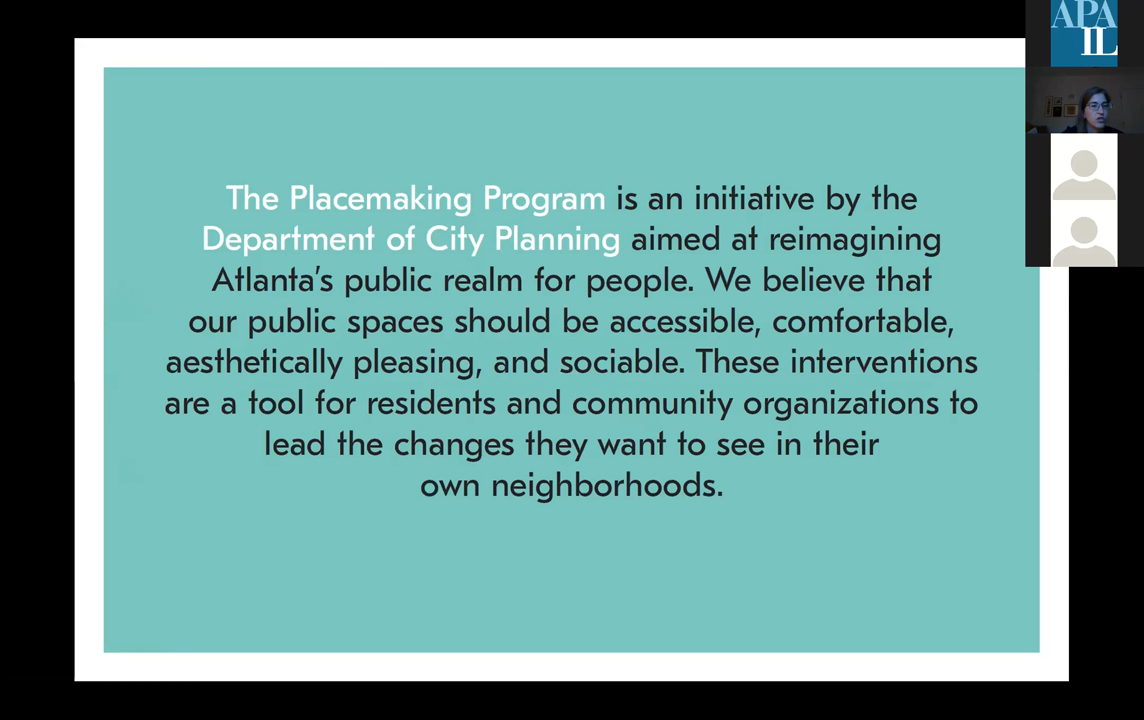 APA
IL
The Placemaking Program is an initiative by the
Department of City Planning aimed at reimagining
Atlanta's public realm for people. We believe that
our public spaces should be accessible, comfortable,
aesthetically pleasing, and sociable. These interventions
are a tool for residents and community organizations to
lead the changes they want to see in their
own neighborhoods.